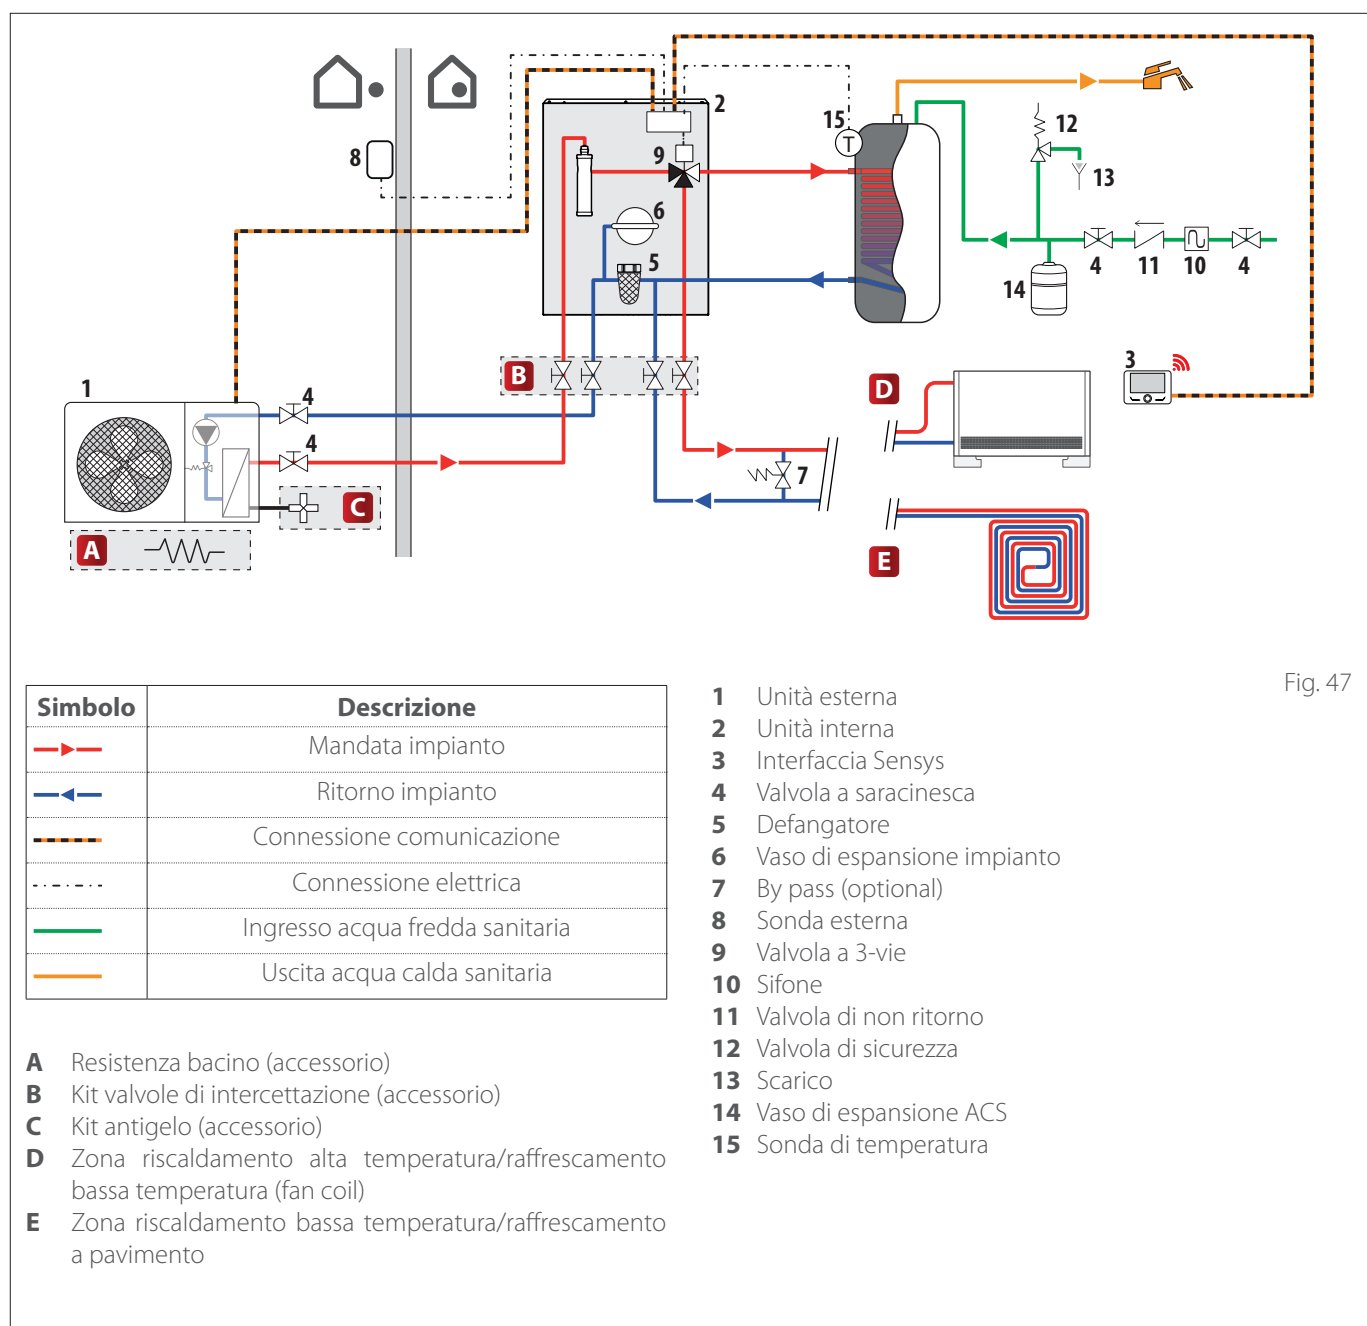 2
15
12
8
9
13
6
5
4
11
10
4
14
B
3
1
D
4
4
7
C
A
E
T
Fig. 47
Simbolo Descrizione
Mandata impianto
Ritorno impianto
Connessione comunicazione
Connessione elettrica
Ingresso acqua fredda sanitaria
Uscita acqua calda sanitaria
A Resistenza bacino (accessorio)
B Kit valvole di intercettazione (accessorio)
C Kit antigelo (accessorio)
D Zona riscaldamento alta temperatura/raffrescamento
bassa temperatura (fan coil)
E Zona riscaldamento bassa temperatura/raffrescamento
a pavimento
1 Unità esterna
2 Unità interna
3 Interfaccia Sensys
4 Valvola a saracinesca
5 Defangatore
6 Vaso di espansione impianto
7 By pass (optional)
8 Sonda esterna
9 Valvola a 3-vie
10 Sifone
11 Valvola di non ritorno
12 Valvola di sicurezza
13 Scarico
14 Vaso di espansione ACS
15 Sonda di temperatura